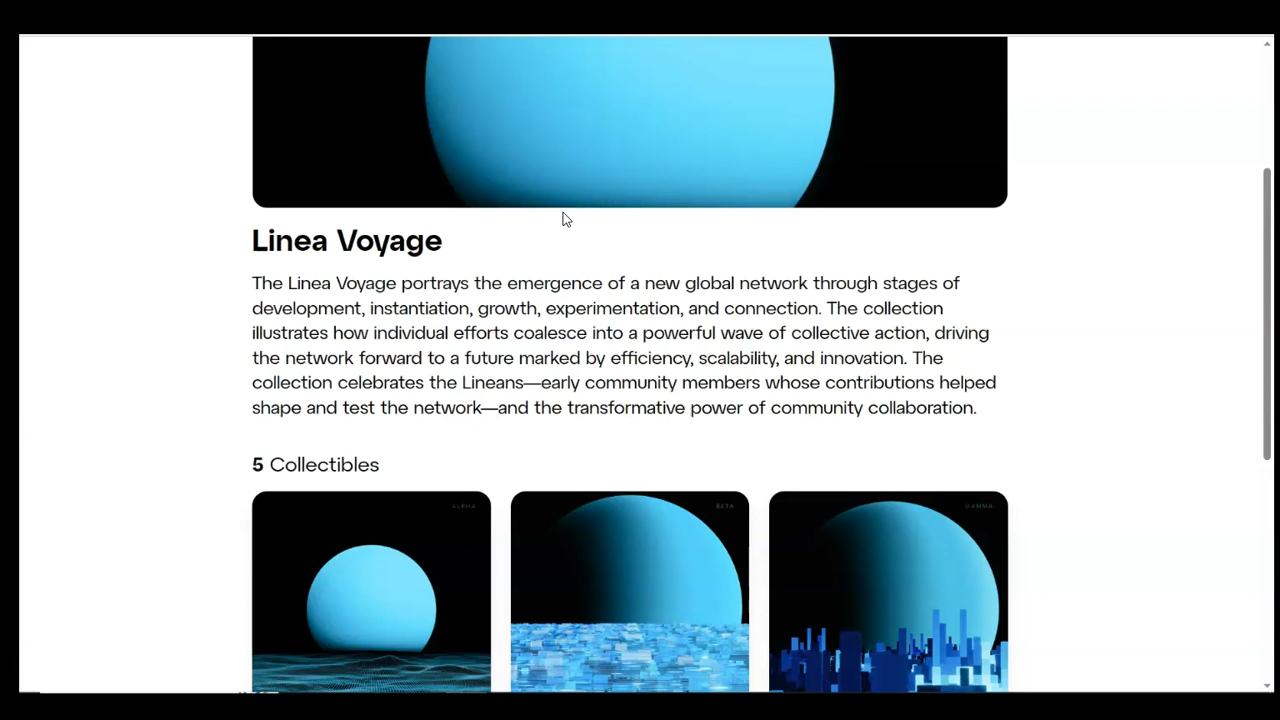 Linea Voyage
The Linea Voyage portrays the emergence of a new global network through stages of
development, instantiation, growth, experimentation, and connection. The collection
illustrates how individual efforts coalesce into a powerful wave of collective action, driving
the network forward to a future marked by efficiency, scalability, and innovation. The
collection celebrates the Lineans—early community members whose contributions helped
shape and test the network—and the transformative power of community collaboration.
5 Collectibles
ALPHA
BETA
GAMMA